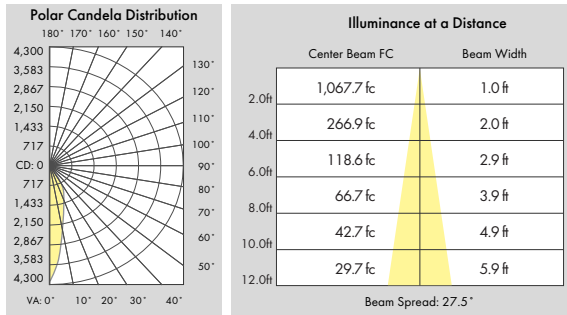 Polar Candela Distribution
180° 170° 160° 150° 140°
4,300
3,583
2,867
2,150
1,433
717
CD: 0
717
1,433
2,150
2,867
3,583
4,300
130°
120°
110°
100°
90°
80°
70°
60°
50°
VA: 0° 10° 20° 30° 40°
Illuminance at a Distance
Center Beam FC Beam Width
2.0ft 1,067.7 fc 1.0 ft
4.0ft 266.9 fc 2.0 ft
6.0ft 118.6 fc 2.9 ft
8.0ft 66.7 fc 3.9 ft
10.0ft 42.7 fc 4.9 ft
12.0ft 29.7 fc 5.9 ft
Beam Spread: 27.5°